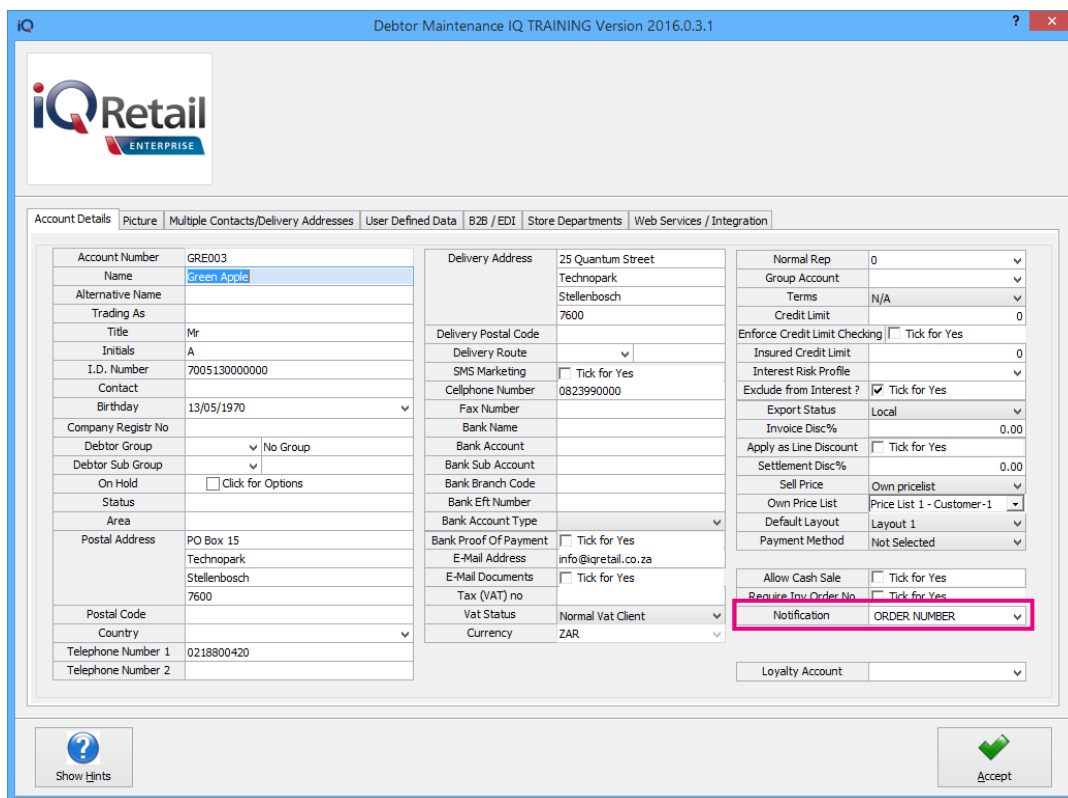 iQ Debtor Maintenance IQ TRAINING Version 2016.0.3.1 ? ×
iQ Retail
ENTERPRISE
Account Details Picture Multiple Contacts/Delivery Addresses User Defined Data B2B / EDI Store Departments Web Services / Integration
Account Number GRE003
Name Green Apple
Alternative Name
Trading As
Title Mr
Initials A
I.D. Number 7005130000000
Contact
Birthday 13/05/1970
Company Registr No
Debtor Group No Group
Debtor Sub Group
On Hold Click for Options
Status
Area
Postal Address PO Box 15
Technopark
Stellenbosch
7600
Postal Code
Country
Telephone Number 1 0218800420
Telephone Number 2
Delivery Address 25 Quantum Street
Technopark
Stellenbosch
7600
Delivery Postal Code
Delivery Route
SMS Marketing Tick for Yes
Cellphone Number 0823990000
Fax Number
Bank Name
Bank Account
Bank Sub Account
Bank Branch Code
Bank Eft Number
Bank Account Type
Bank Proof Of Payment Tick for Yes
E-Mail Address info@iqretail.co.za
E-Mail Documents Tick for Yes
Tax (VAT) no
Vat Status Normal Vat Client
Currency ZAR
Normal Rep 0
Group Account
Terms N/A
Credit Limit 0
Enforce Credit Limit Checking Tick for Yes
Insured Credit Limit 0
Interest Risk Profile
Exclude from Interest ? Tick for Yes
Export Status Local
Invoice Disc% 0.00
Apply as Line Discount Tick for Yes
Settlement Disc% 0.00
Sell Price Own pricelist
Own Price List Price List 1 - Customer-1
Default Layout Layout 1
Payment Method Not Selected
Allow Cash Sale Tick for Yes
Require Inv Order No Tick for Yes
Notification ORDER NUMBER
Loyalty Account
Show Hints
Accept